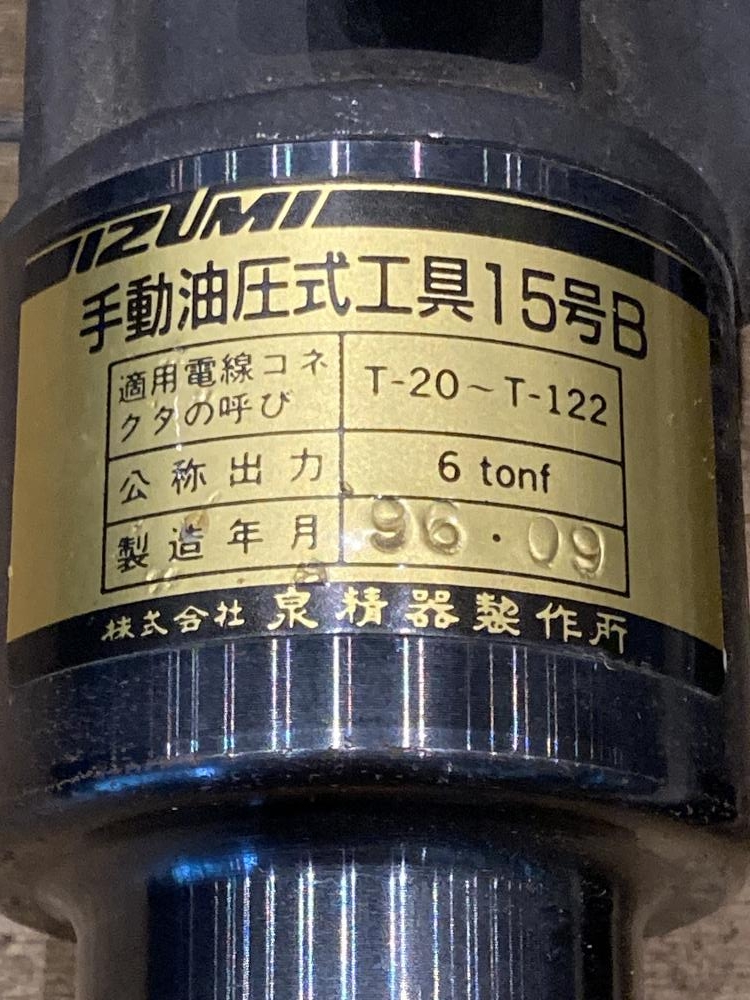 IZUMI
手動油圧式工具15号B
適用電線コネ
クタの呼び
T-20～T-122
公称出力 6 tonf
製造年月 96・09
株式会社 泉精器製作所